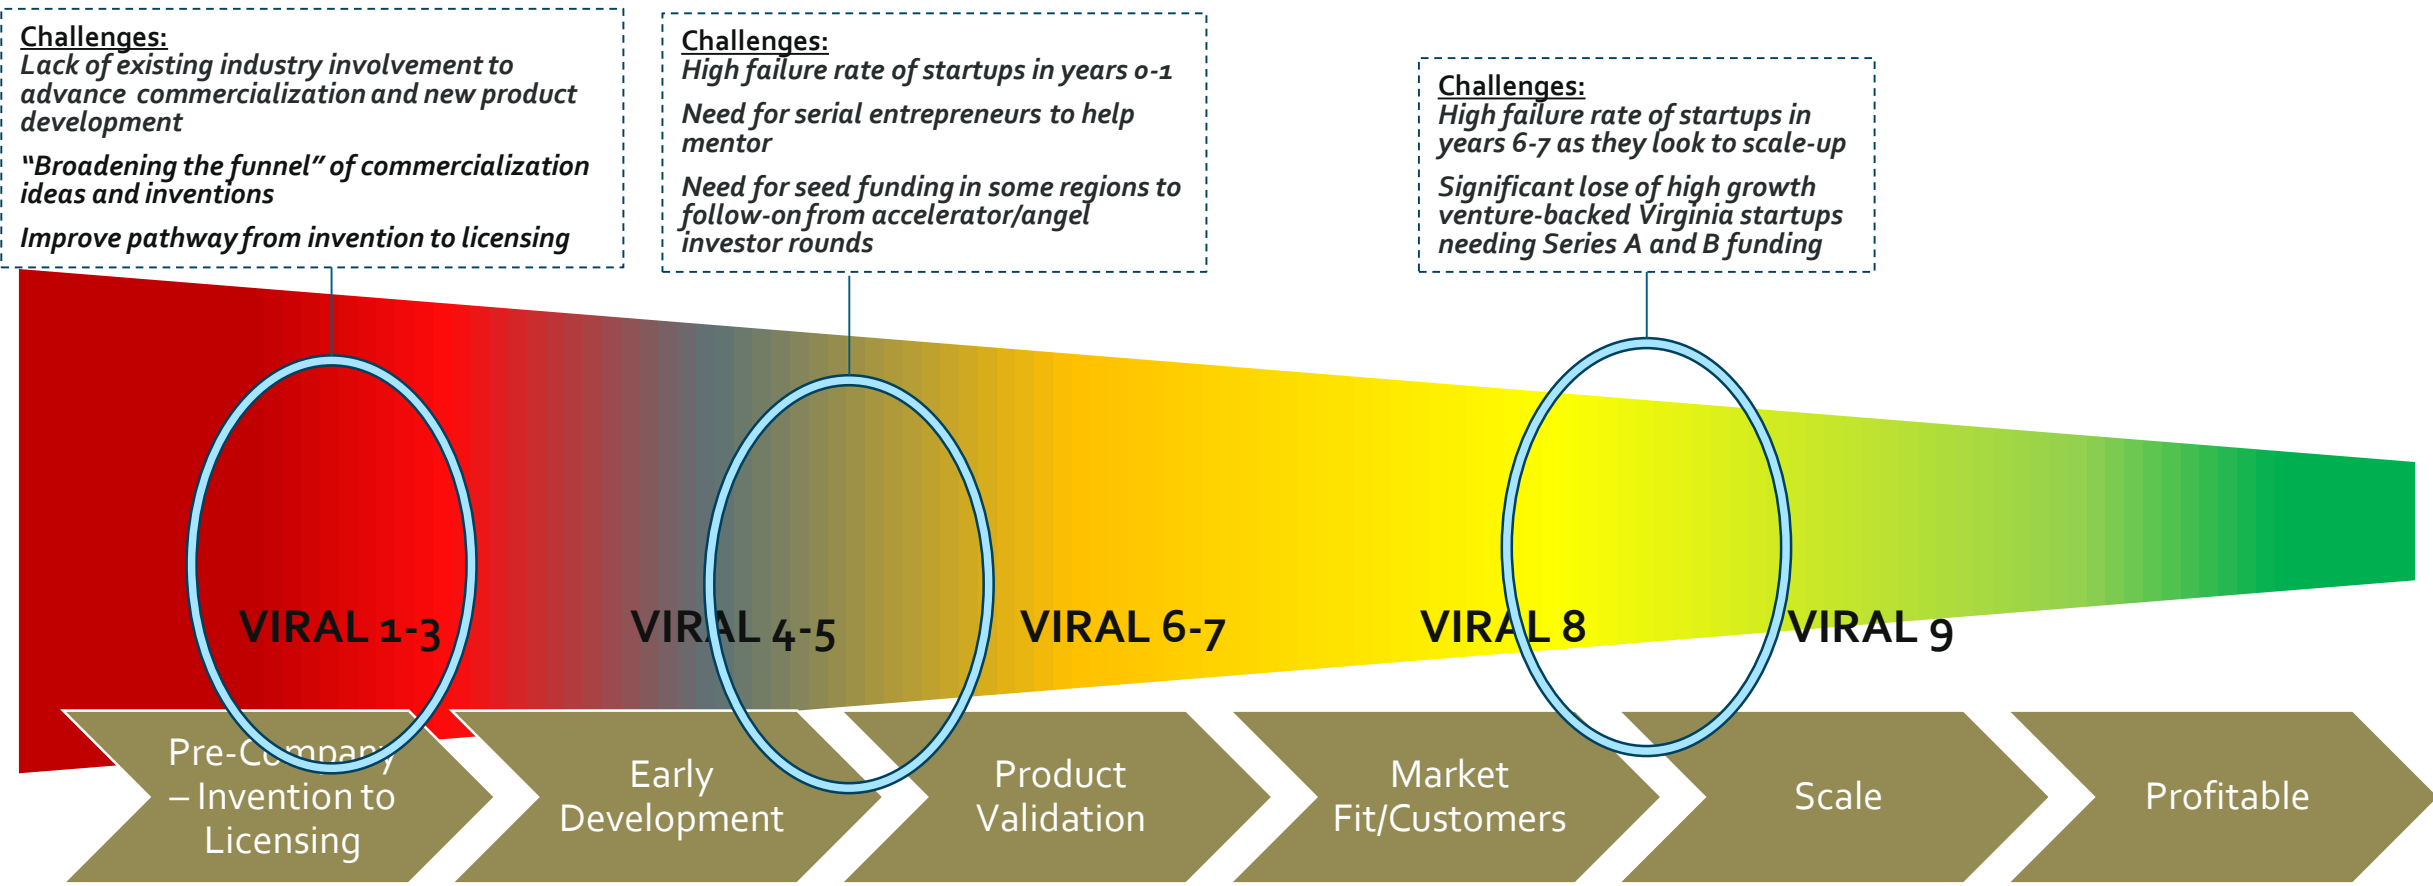 Challenges:
Lack of existing industry involvement to
advance commercialization and new product
development
“Broadening the funnel” of commercialization
ideas and inventions
Improve pathway from invention to licensing
Challenges:
High failure rate of startups in years 0-1
Need for serial entrepreneurs to help
mentor
Need for seed funding in some regions to
follow-on from accelerator/angel
investor rounds
Challenges:
High failure rate of startups in
years 6-7 as they look to scale-up
Significant lose of high growth
venture-backed Virginia startups
needing Series A and B funding
VIRAL 1-3
VIRAL 4-5
VIRAL 6-7
VIRAL 8
VIRAL 9
Pre-Company
– Invention to
Licensing
Early
Development
Product
Validation
Market
Fit/Customers
Scale
Profitable